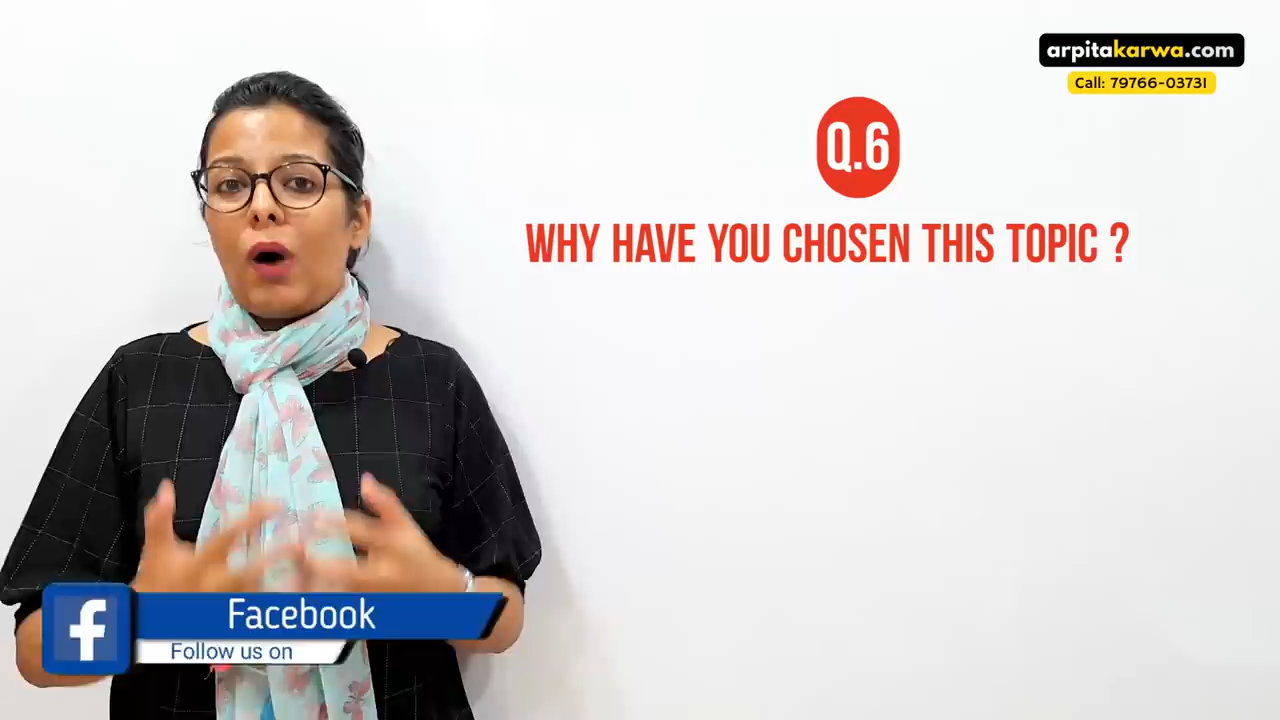 arpitakarwa.com
Call: 79766-03731
Q.6
WHY HAVE YOU CHOSEN THIS TOPIC ?
f
Facebook
Follow us on